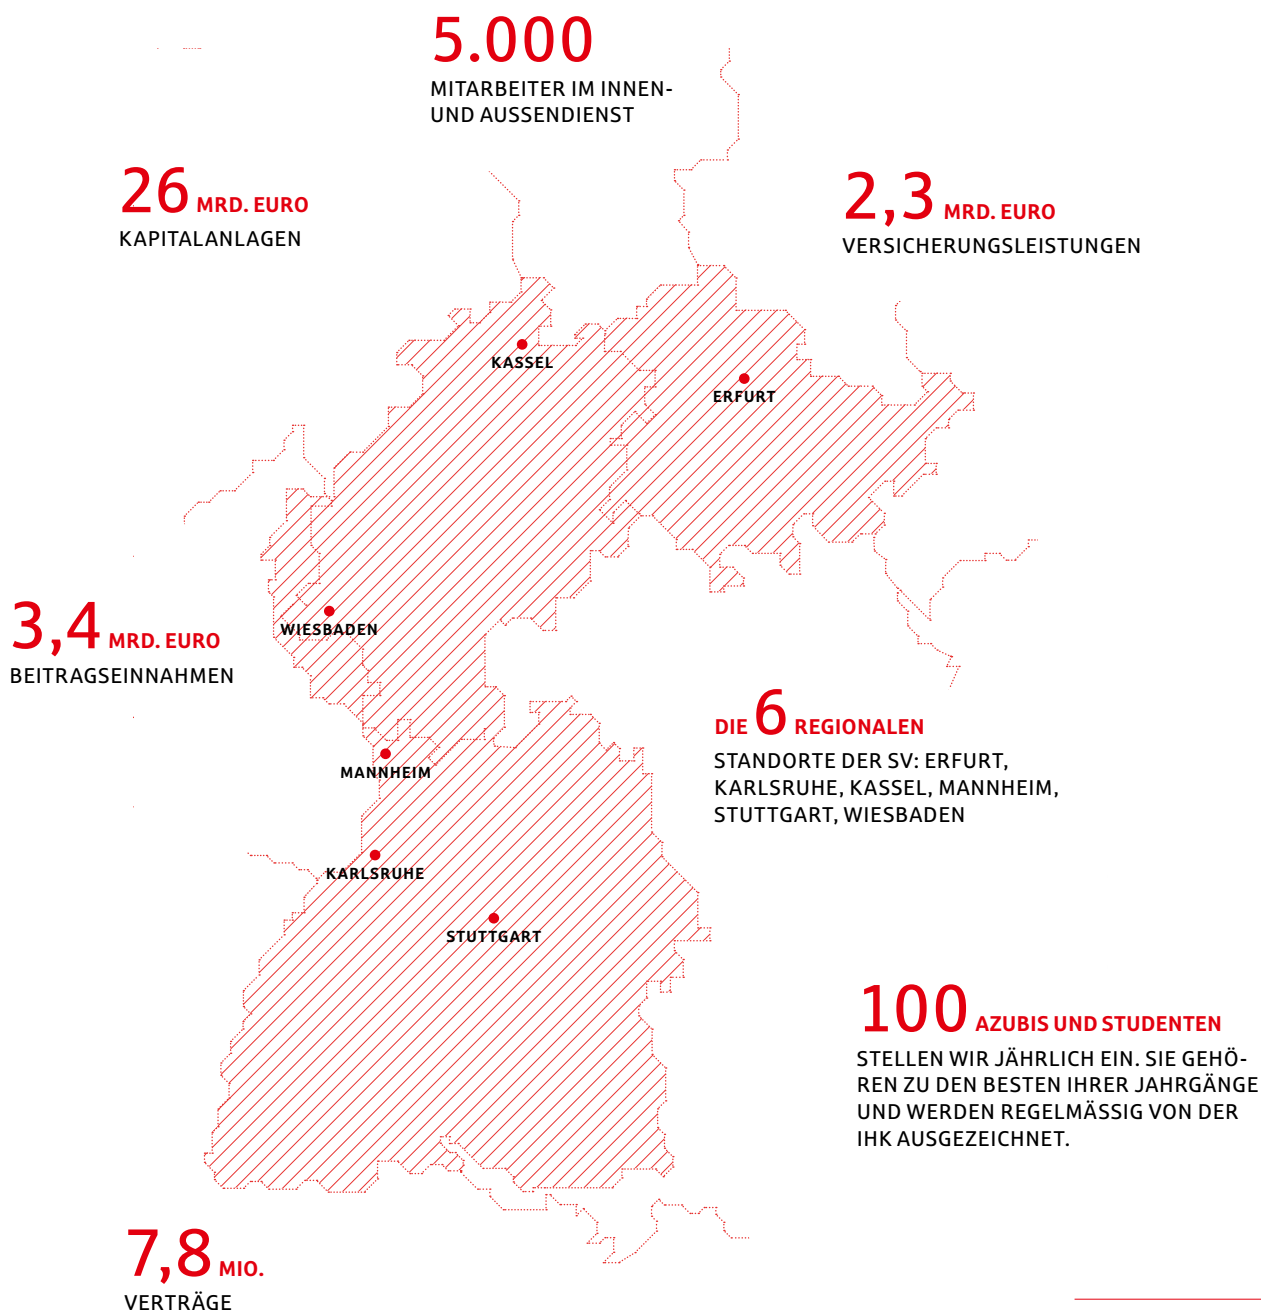 5.000
MITARBEITER IM INNEN-
UND AUSSENDIENST
26 MRD. EURO
KAPITALANLAGEN
2,3 MRD. EURO
VERSICHERUNGSLEISTUNGEN
KASSEL
ERFURT
3,4 MRD. EURO
BEITRAGSEINNAHMEN
WIESBADEN
DIE 6 REGIONALEN
STANDORTE DER SV: ERFURT,
KARLSRUHE, KASSEL, MANNHEIM,
STUTTGART, WIESBADEN
MANNHEIM
KARLSRUHE
STUTTGART
100 AZUBIS UND STUDENTEN
STELLEN WIR JÄHRLICH EIN. SIE GEHÖ-
REN ZU DEN BESTEN IHRER JAHRGÄNGE
UND WERDEN REGELMÄSSIG VON DER
IHK AUSGEZEICHNET.
7,8 MIO.
VERTRÄGE